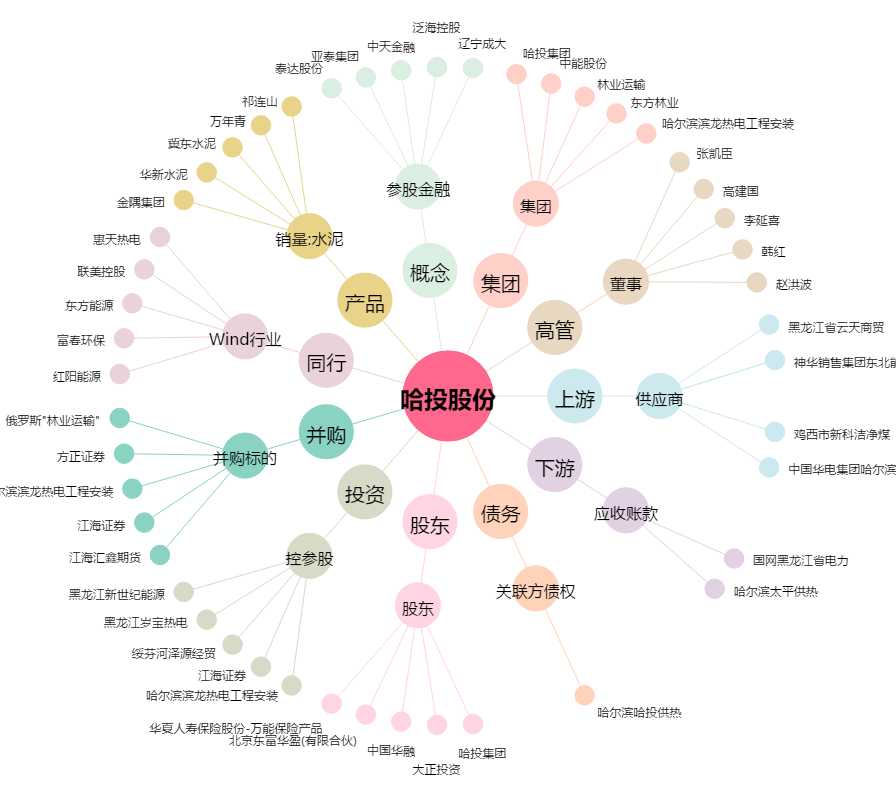 泛海控股
中天金融
辽宁成大
亚泰集团
泰达股份
哈投集团
中能股份
林业运输
东方林业
哈尔滨滨龙热电工程安装
祁连山
万年青
冀东水泥
华新水泥
金隅集团
参股金融
集团
张凯臣
高建国
李延喜
韩红
赵洪波
销量:水泥
概念
集团
董事
惠天热电
联美控股
东方能源
富春环保
红阳能源
产品
高管
Wind行业
同行
黑龙江省云天商贸
神华销售集团东北能
鸡西市新科洁净煤
中国华电集团哈尔滨
哈投股份
上游
供应商
俄罗斯"林业运输"
方正证券
尔滨滨龙热电工程安装
江海证券
江海汇鑫期货
并购
并购标的
下游
应收账款
国网黑龙江省电力
哈尔滨太平供热
投资
股东
债务
控参股
关联方债权
股东
黑龙江新世纪能源
黑龙江岁宝热电
绥芬河泽源经贸
江海证券
哈尔滨滨龙热电工程安装
华夏人寿保险股份-万能保险产品
北京东富华盈(有限合伙)
中国华融
大正投资
哈投集团
哈尔滨哈投供热